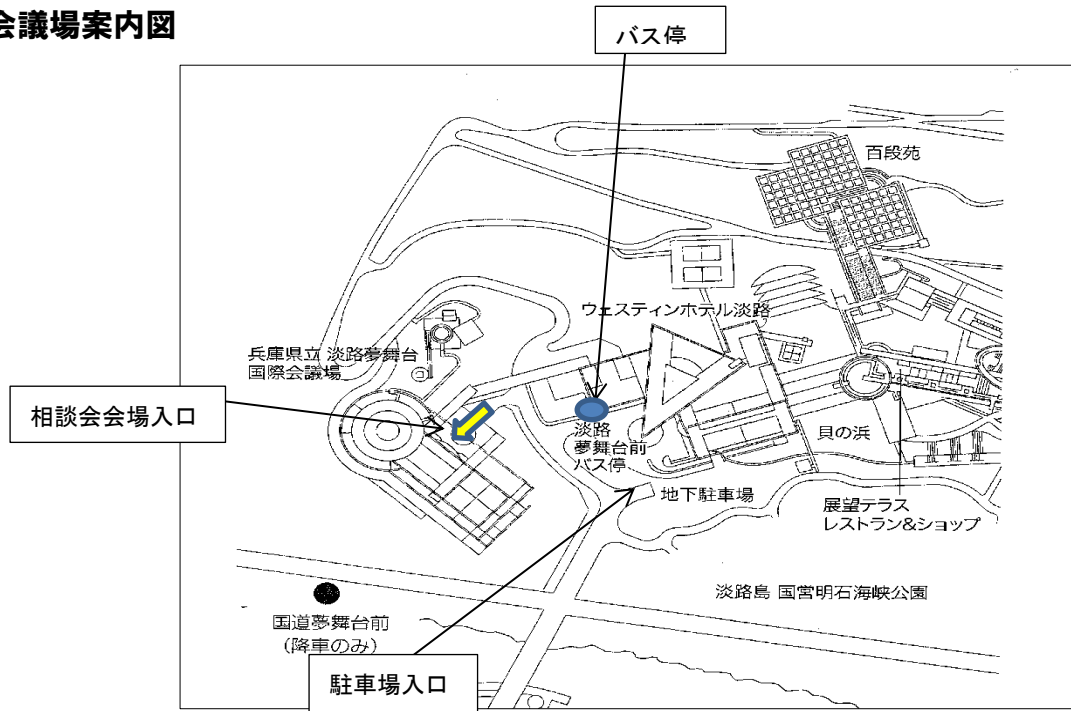 会議場案内図
バス停
百段苑
ウェスティンホテル淡路
兵庫県立 淡路夢舞台
国際会議場
相談会会場入口
淡路
夢舞台前
バス停
貝の浜
地下駐車場
展望テラス
レストラン&ショップ
淡路島 国営明石海峡公園
国道夢舞台前
(降車のみ)
駐車場入口